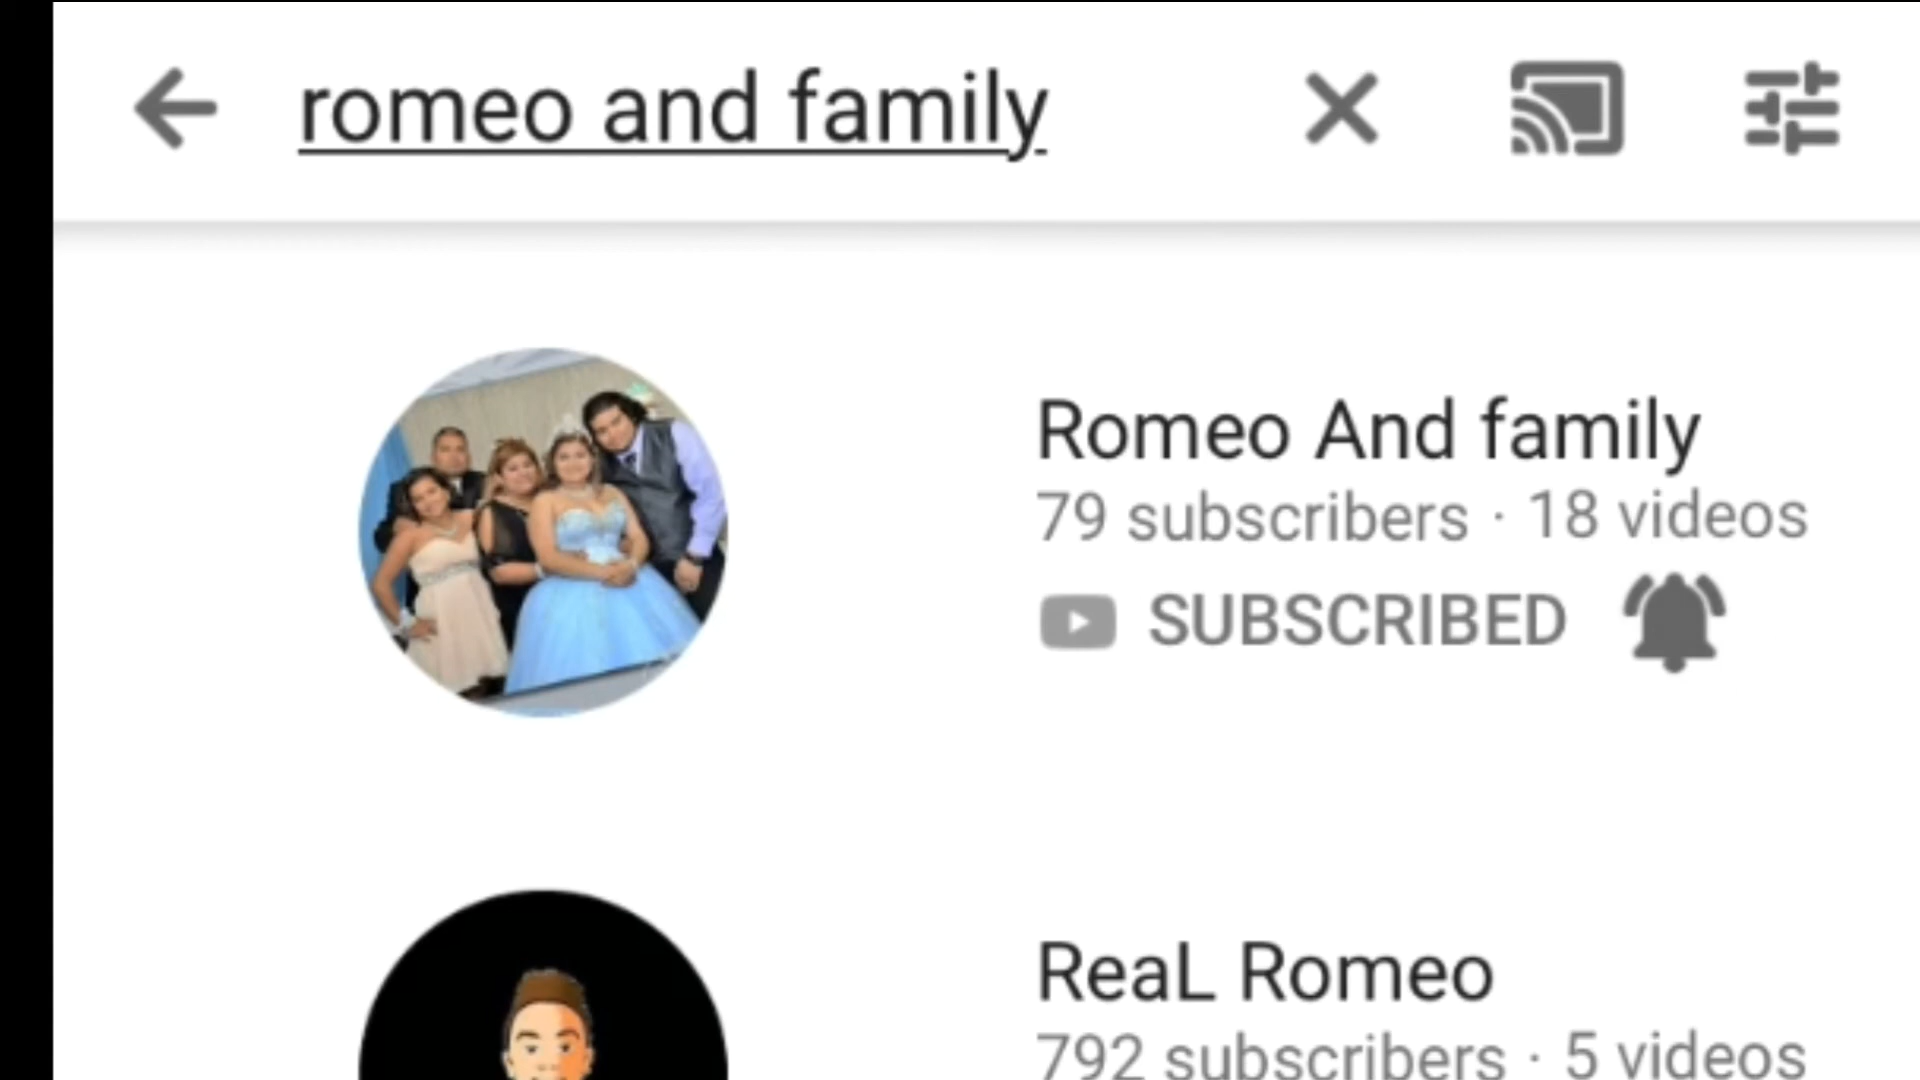 romeo and family
Romeo And family
79 subscribers · 18 videos
SUBSCRIBED
ReaL Romeo
792 subscribers · 5 videos